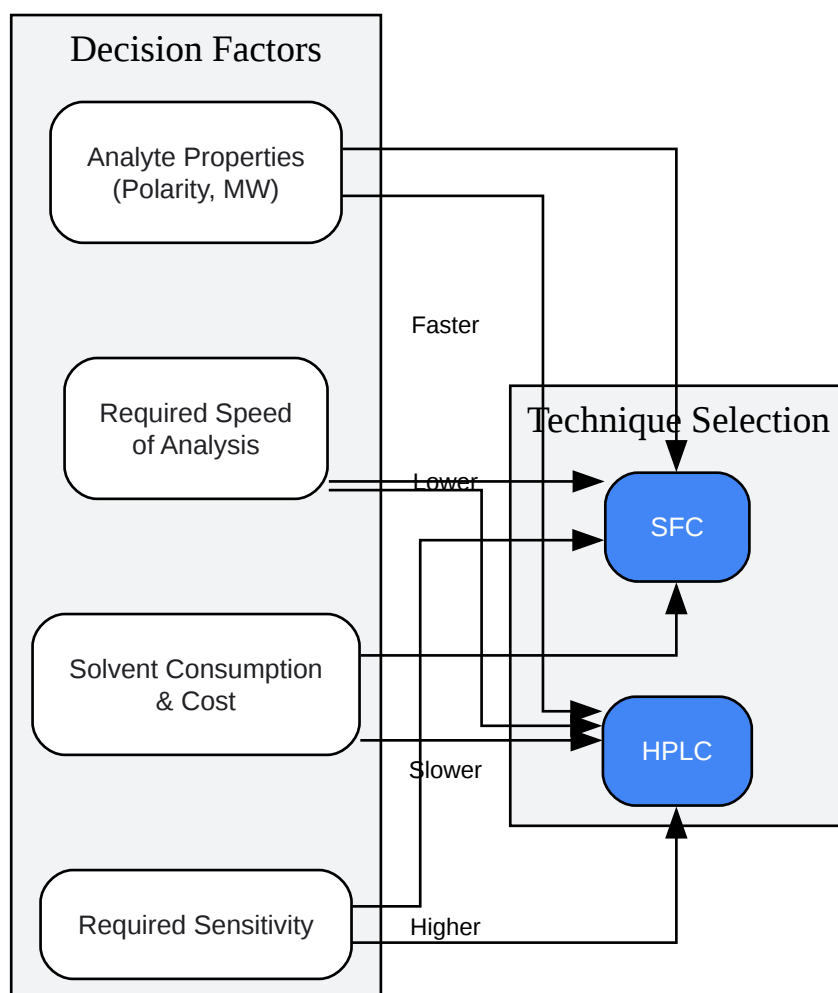 Decision Factors
Analyte Properties
(Polarity, MW)
Faster
Required Speed
of Analysis
Technique Selection
Lower
SFC
Solvent Consumption
& Cost
HPLC
Slower
Required Sensitivity
Higher